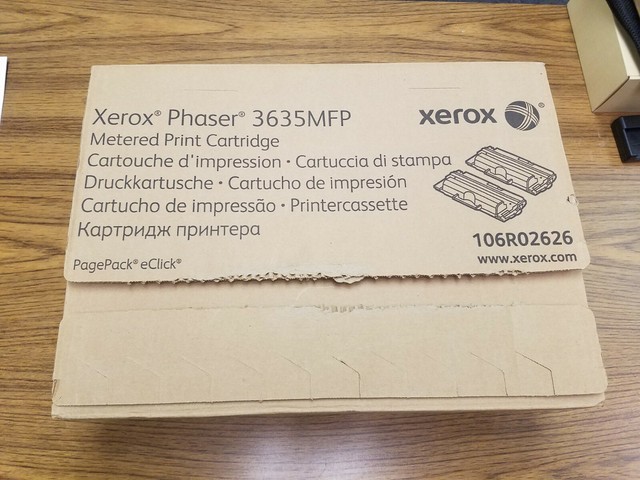 Xerox® Phaser® 3635MFP
xerox®
Metered Print Cartridge
Cartouche d'impression • Cartuccia di stampa
Druckkartusche • Cartucho de impresión
Cartucho de impressão • Printercassette
Картридж принтера
106R02626
www.xerox.com
PagePack® eClick®